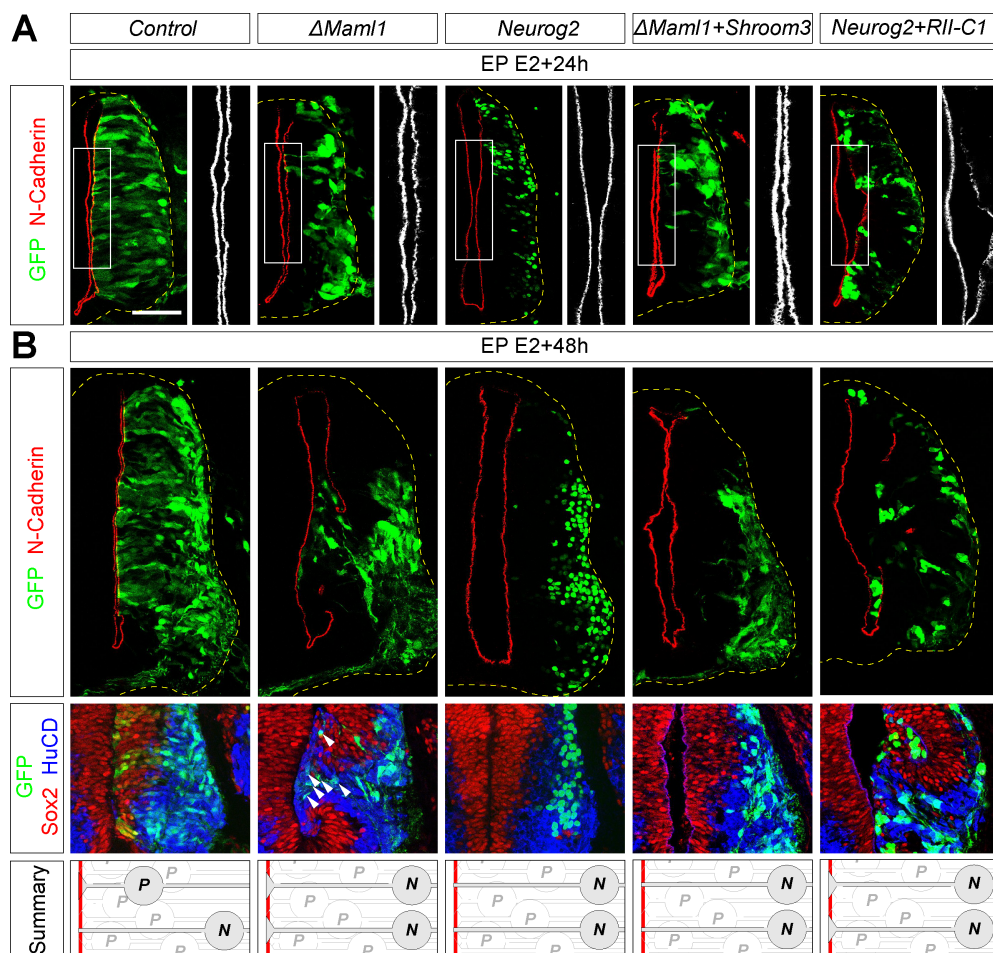 A
Control
ΔMaml1
Neurog2
ΔMaml1+Shroom3
Neurog2+RII-C1
EP E2+24h
GFP N-Cadherin
B
EP E2+48h
GFP N-Cadherin
GFP
Sox2 HuCD
Summary
P P N P P N P P N P P N P P N
P P P P P P P P P P
P N P N P N P N P N
P P P P P P P P P P